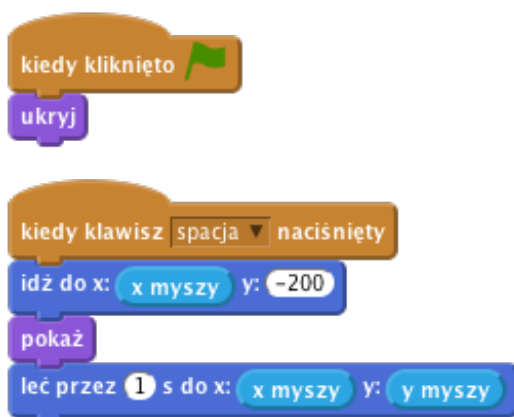 kiedy kliknięto
ukryj
kiedy klawisz spacja naciśnięty
idź do x: x myszy y: -200
pokaż
leć przez 1 s do x: x myszy y: y myszy